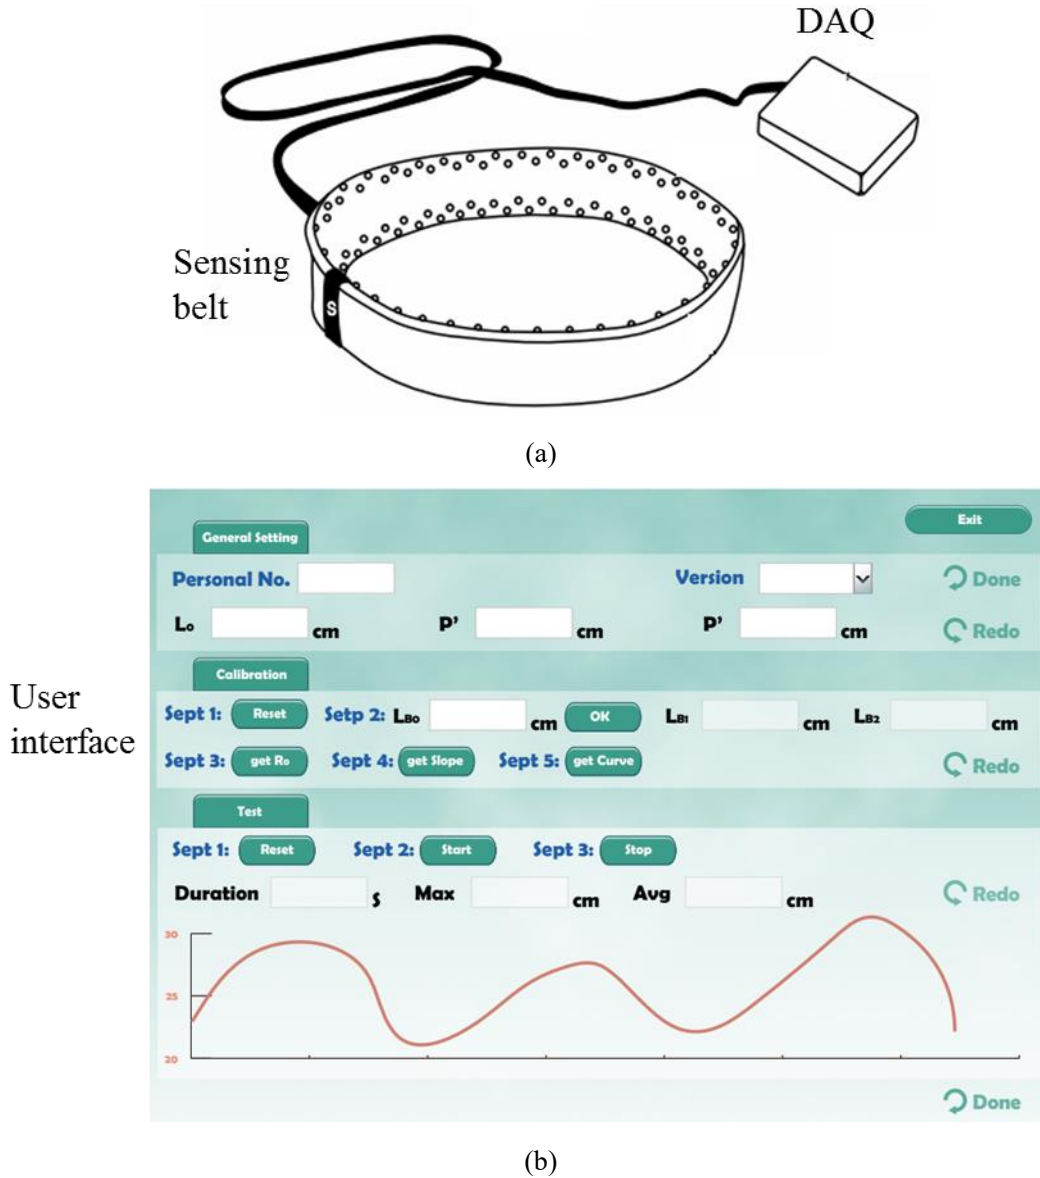 DAQ
Sensing
belt
S
(a)
Exit
General Setting
Personal No. Version Done
L₀ cm P' cm P' cm Redo
Calibration
User
interface
Sept 1: Reset Setp 2: LB0 cm OK LB1 cm LB2 cm
Sept 3: get R₀ Sept 4: get Slope Sept 5: get Curve Redo
Test
Sept 1: Reset Sept 2: Start Sept 3: Stop
Duration S Max cm Avg cm Redo
30
25
20
Done
(b)